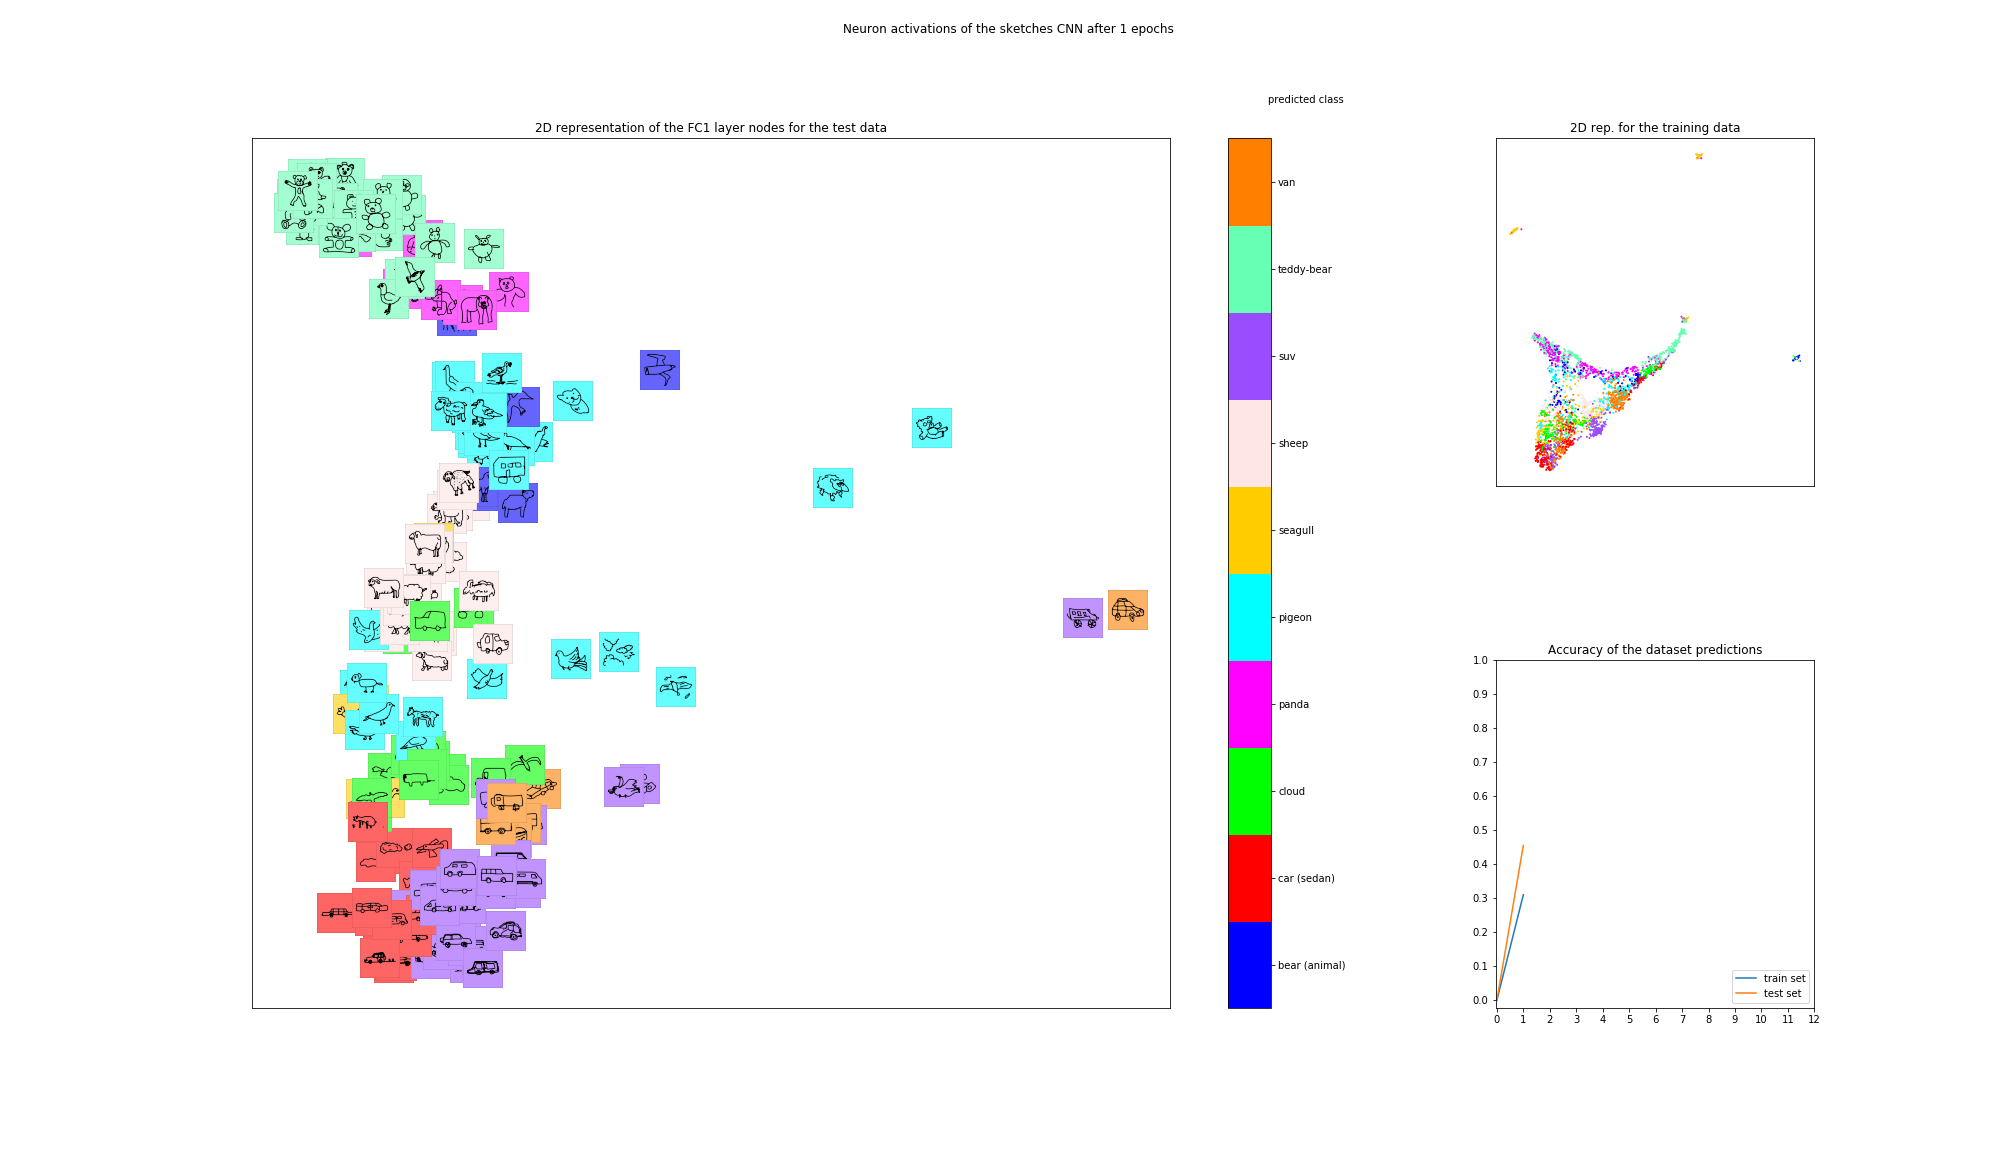 Neuron activations of the sketches CNN after 1 epochs
2D representation of the FC1 layer nodes for the test data
predicted class
van
teddy-bear
suv
sheep
seagull
pigeon
panda
cloud
car (sedan)
bear (animal)
2D rep. for the training data
Accuracy of the dataset predictions
1.0
0.9
0.8
0.7
0.6
0.5
0.4
0.3
0.2
0.1
0.0
0 1 2 3 4 5 6 7 8 9 10 11 12
train set
test set